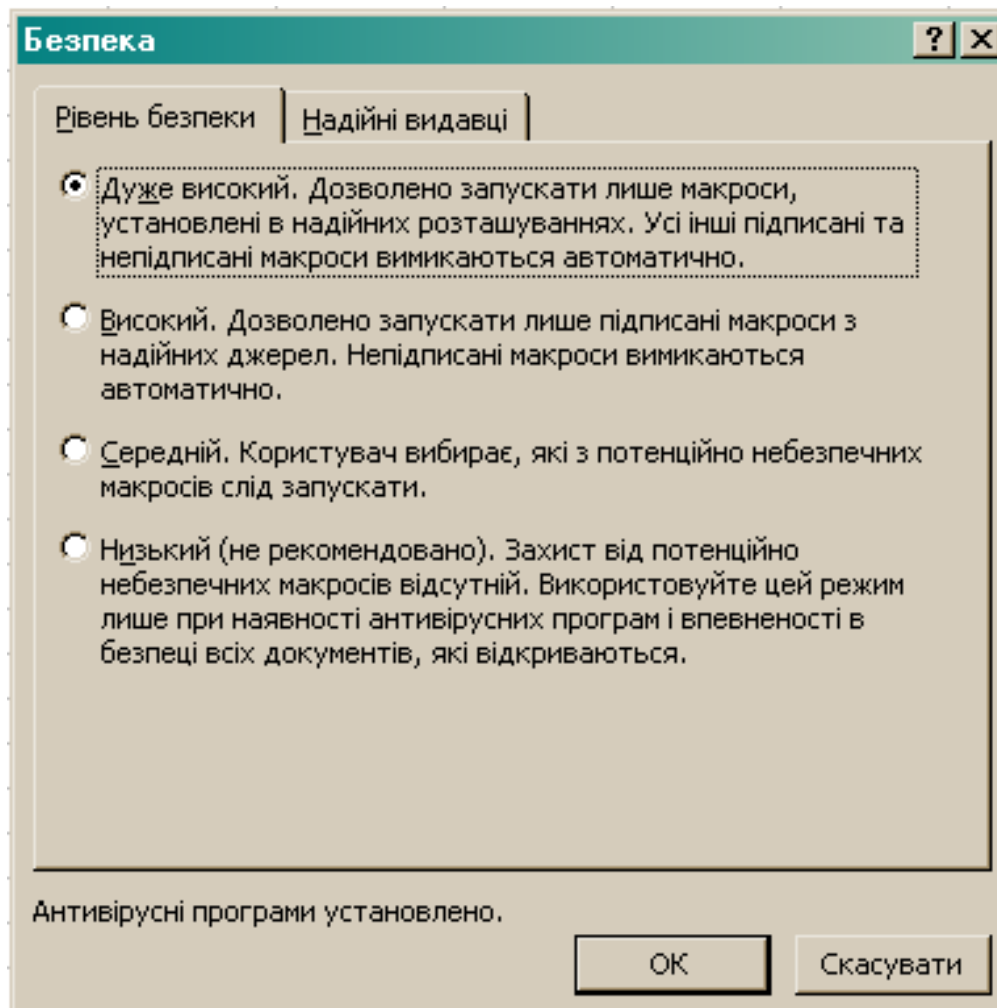 Безпека
Рівень безпеки
Надійні видавці
Дуже високий. Дозволено запускати лише макроси,
установлені в надійних розташуваннях. Усі інші підписані та
непідписані макроси вимикаються автоматично.
Високий. Дозволено запускати лише підписані макроси з
надійних джерел. Непідписані макроси вимикаються
автоматично.
Середній. Користувач вибирає, які з потенційно небезпечних
макросів слід запускати.
Низький (не рекомендовано). Захист від потенційно
небезпечних макросів відсутній. Використовуйте цей режим
лише при наявності антивірусних програм і впевненості в
безпеці всіх документів, які відкриваються.
Антивірусні програми установлено.
ОК
Скасувати